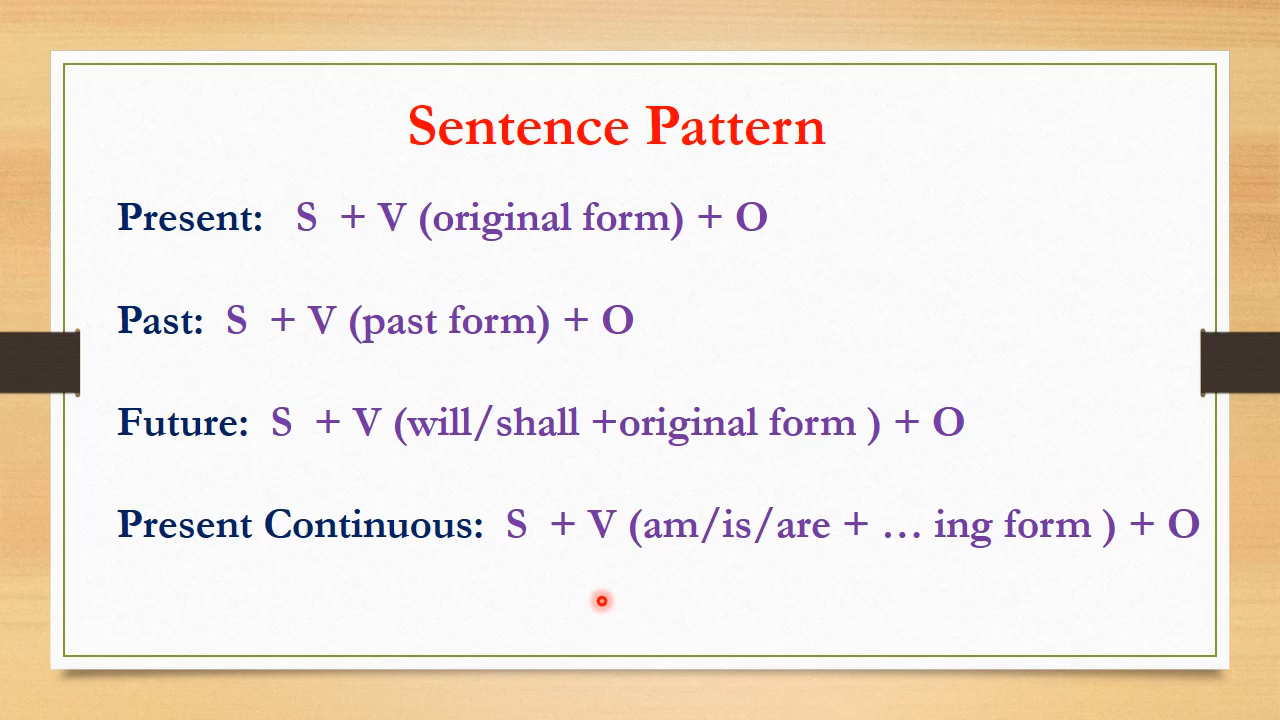 Sentence Pattern
Present: S + V (original form) + O
Past: S + V (past form) + O
Future: S + V (will/shall +original form ) + O
Present Continuous: S + V (am/is/are + … ing form ) + O